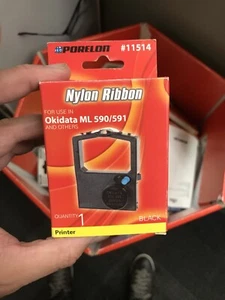 PORELON #11514
Nylon Ribbon
FOR USE IN
Okidata ML 590/591
AND OTHERS
QUANTITY 1
BLACK
Printer